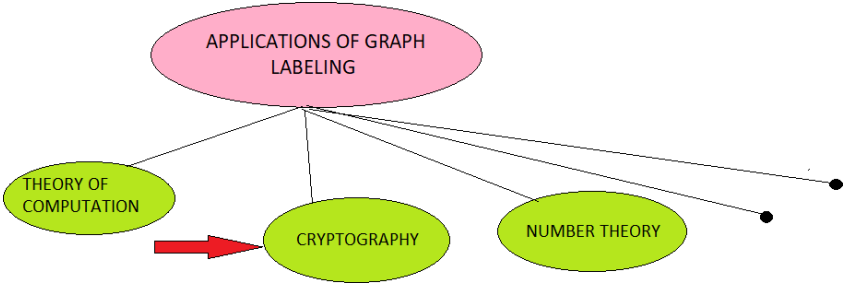 APPLICATIONS OF GRAPH
LABELING
THEORY OF
COMPUTATION
CRYPTOGRAPHY
NUMBER THEORY